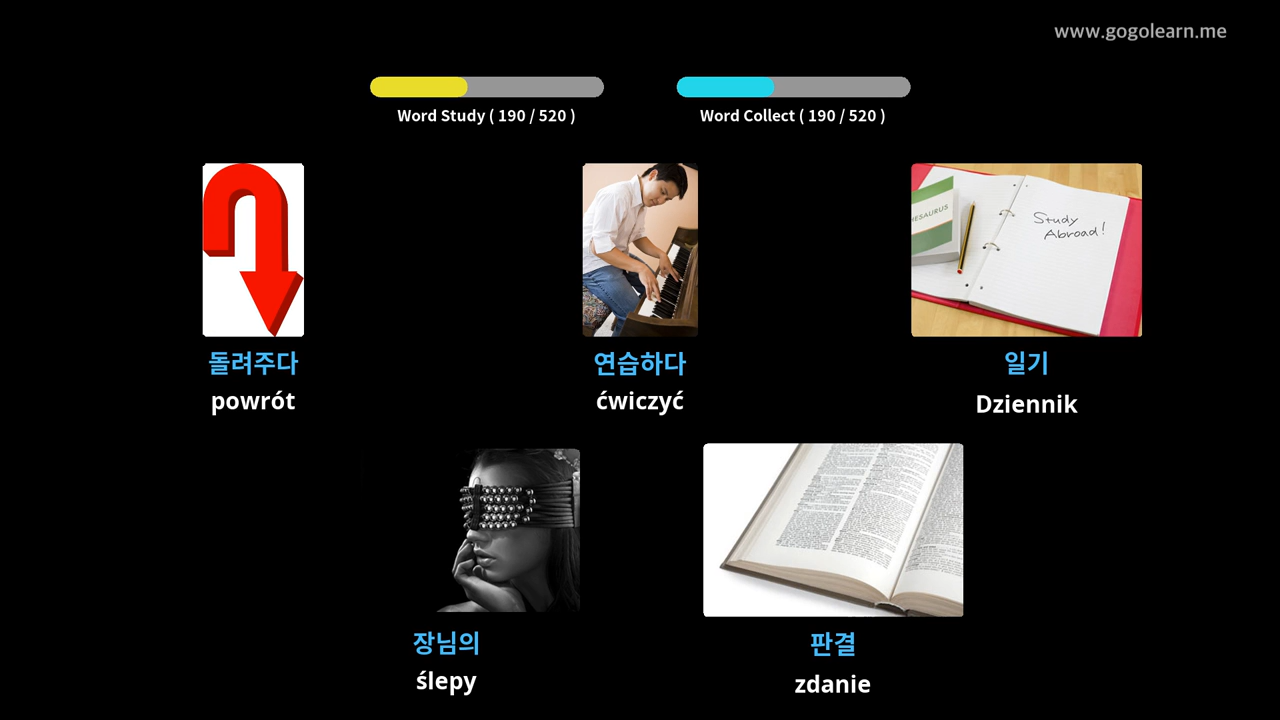 www.gogolearn.me
Word Study ( 190 / 520 )
Word Collect ( 190 / 520 )
HESAURUS
Study
Abroad!
돌려주다
powrót
연습하다
ćwiczyć
일기
Dziennik
장님의
ślepy
판결
zdanie